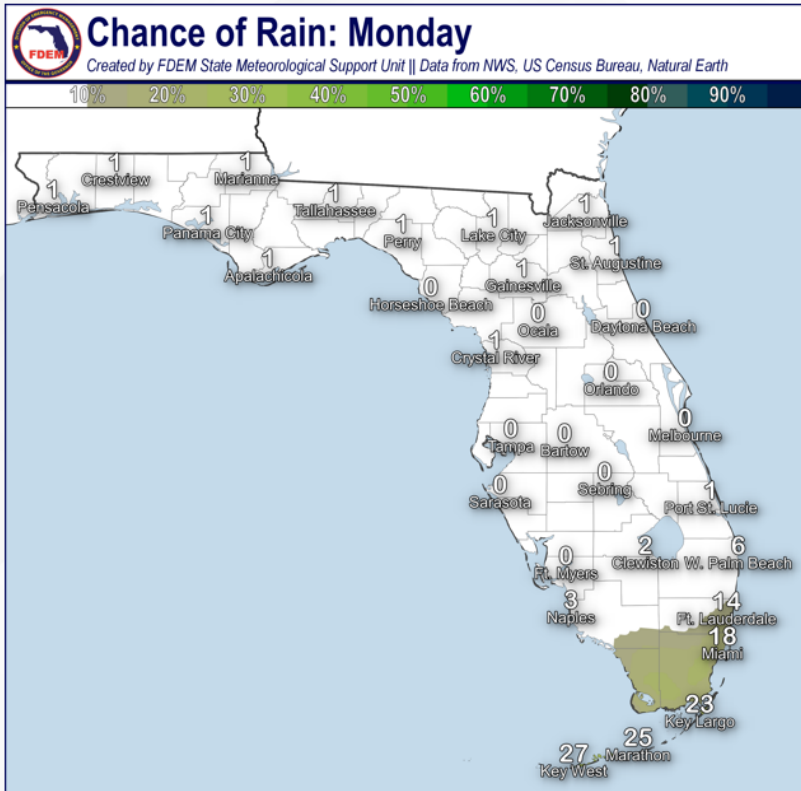 FDEM
Chance of Rain: Monday
Created by FDEM State Meteorological Support Unit || Data from NWS, US Census Bureau, Natural Earth
10% 20% 30% 40% 50% 60% 70% 80% 90%
1
Crestview
1
Marianna
1
Pensacola
1
Tallahassee
1
Jacksonville
1
Panama City
1
Perry
1
Lake City
1
St. Augustine
1
Apalachicola
1
Gainesville
0
Horseshoe Beach
0
Ocala
0
Daytona Beach
1
Crystal River
0
Orlando
0
Melbourne
0
Tampa
0
Bartow
0
Sarasota
0
Sebring
1
Port St. Lucie
0
Ft. Myers
2
Clewiston
6
W. Palm Beach
3
Naples
14
Ft. Lauderdale
18
Miami
23
Key Largo
25
Marathon
27
Key West